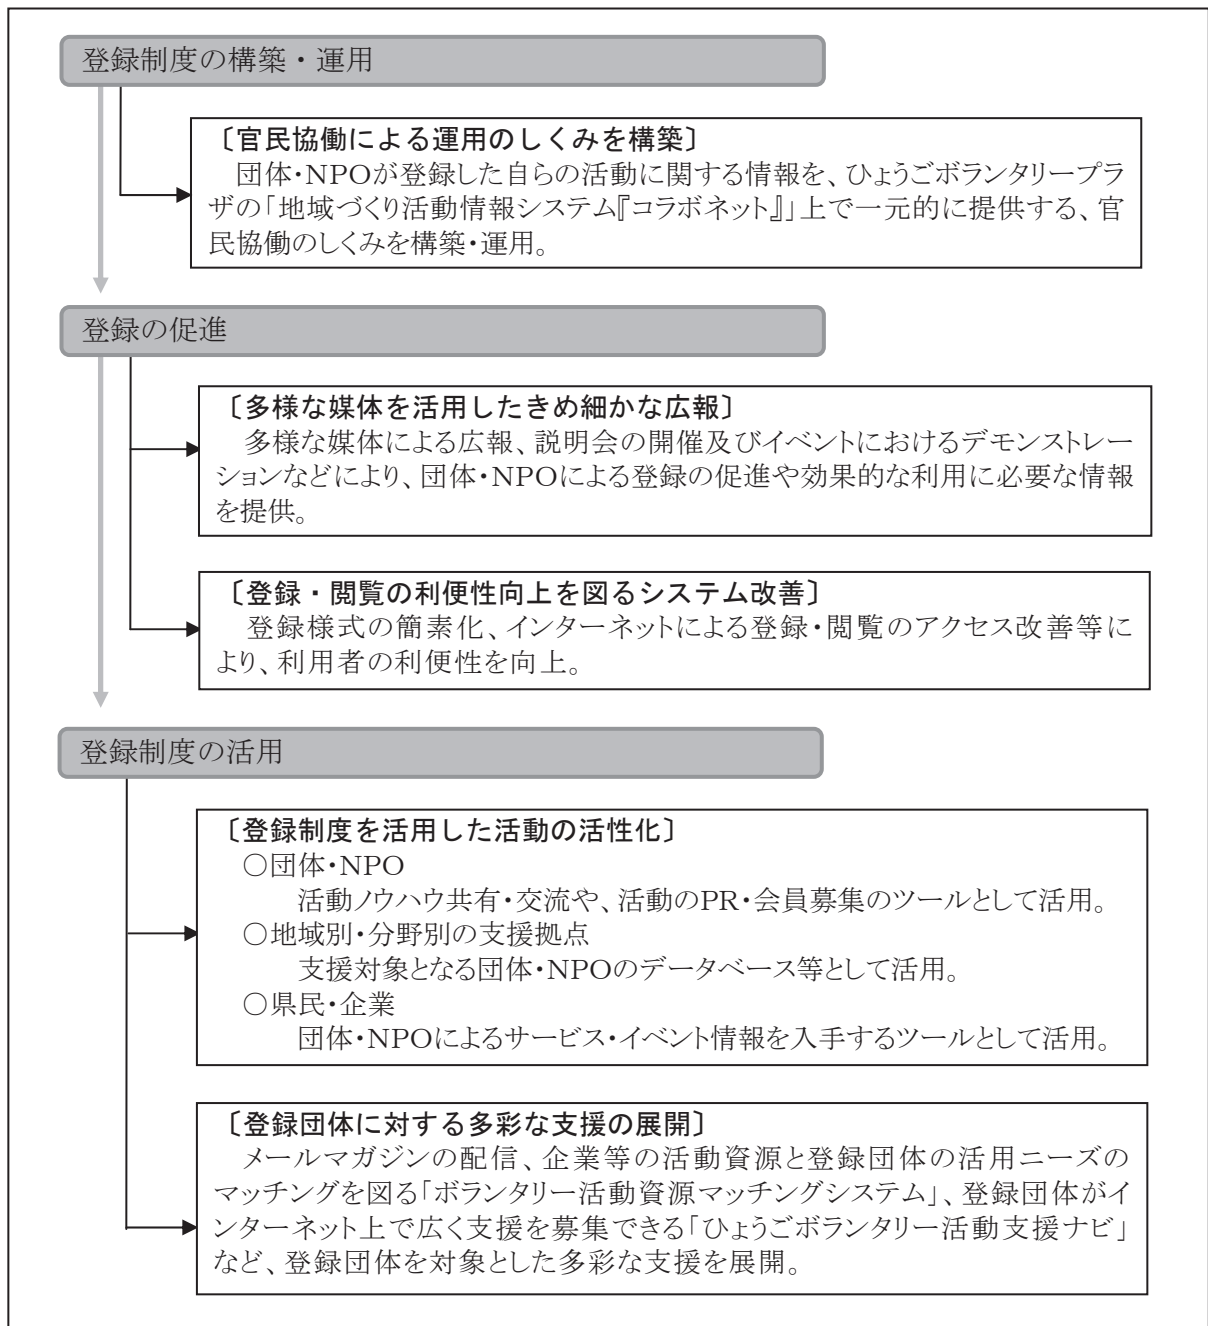 登録制度の構築・運用
〔官民協働による運用のしくみを構築〕
団体・NPOが登録した自らの活動に関する情報を、ひょうごボランタリープラ
ザの「地域づくり活動情報システム『コラボネット』」上で一元的に提供する、官
民協働のしくみを構築・運用。
登録の促進
〔多様な媒体を活用したきめ細かな広報〕
多様な媒体による広報、説明会の開催及びイベントにおけるデモンストレー
ションなどにより、団体・NPOによる登録の促進や効果的な利用に必要な情報
を提供。
〔登録・閲覧の利便性向上を図るシステム改善〕
登録様式の簡素化、インターネットによる登録・閲覧のアクセス改善等に
より、利用者の利便性を向上。
登録制度の活用
〔登録制度を活用した活動の活性化〕
○団体・NPO
活動ノウハウ共有・交流や、活動のPR・会員募集のツールとして活用。
○地域別・分野別の支援拠点
支援対象となる団体・NPOのデータベース等として活用。
○県民・企業
団体・NPOによるサービス・イベント情報を入手するツールとして活用。
〔登録団体に対する多彩な支援の展開〕
メールマガジンの配信、企業等の活動資源と登録団体の活用ニーズの
マッチングを図る「ボランタリー活動資源マッチングシステム」、登録団体がイ
ンターネット上で広く支援を募集できる「ひょうごボランタリー活動支援ナビ」
など、登録団体を対象とした多彩な支援を展開。